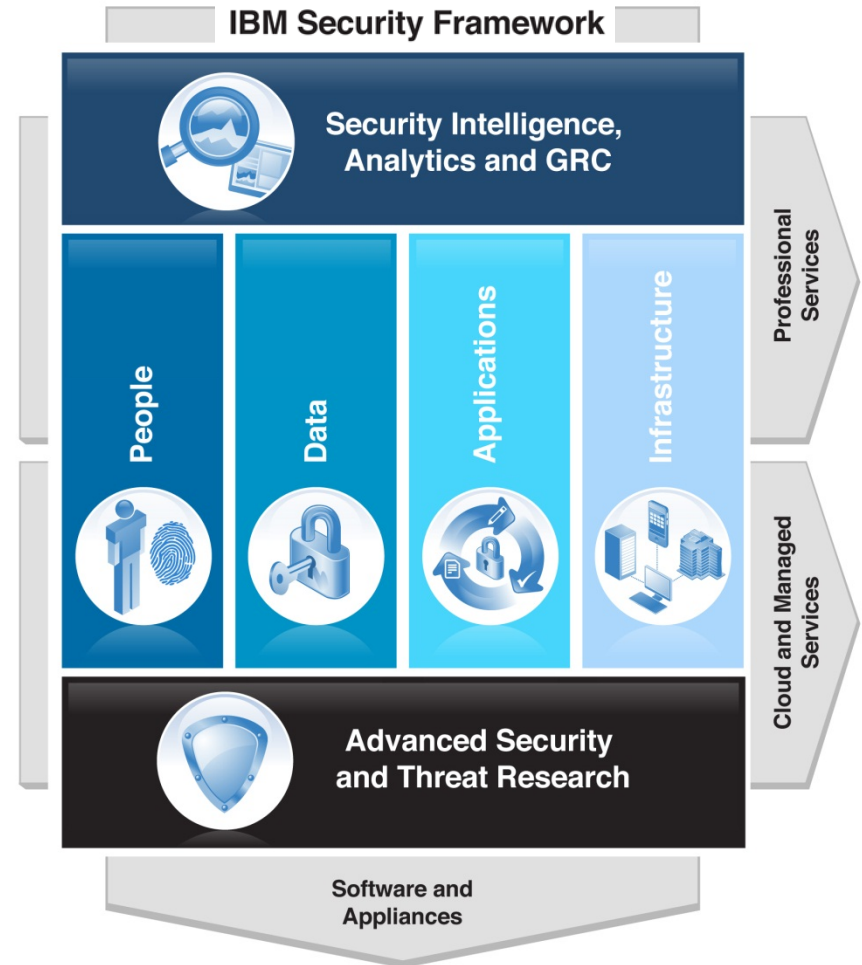 IBM Security Framework
Security Intelligence,
Analytics and GRC
People
Data
Applications
Infrastructure
Professional
Services
Cloud and Managed
Services
Advanced Security
and Threat Research
Software and
Appliances